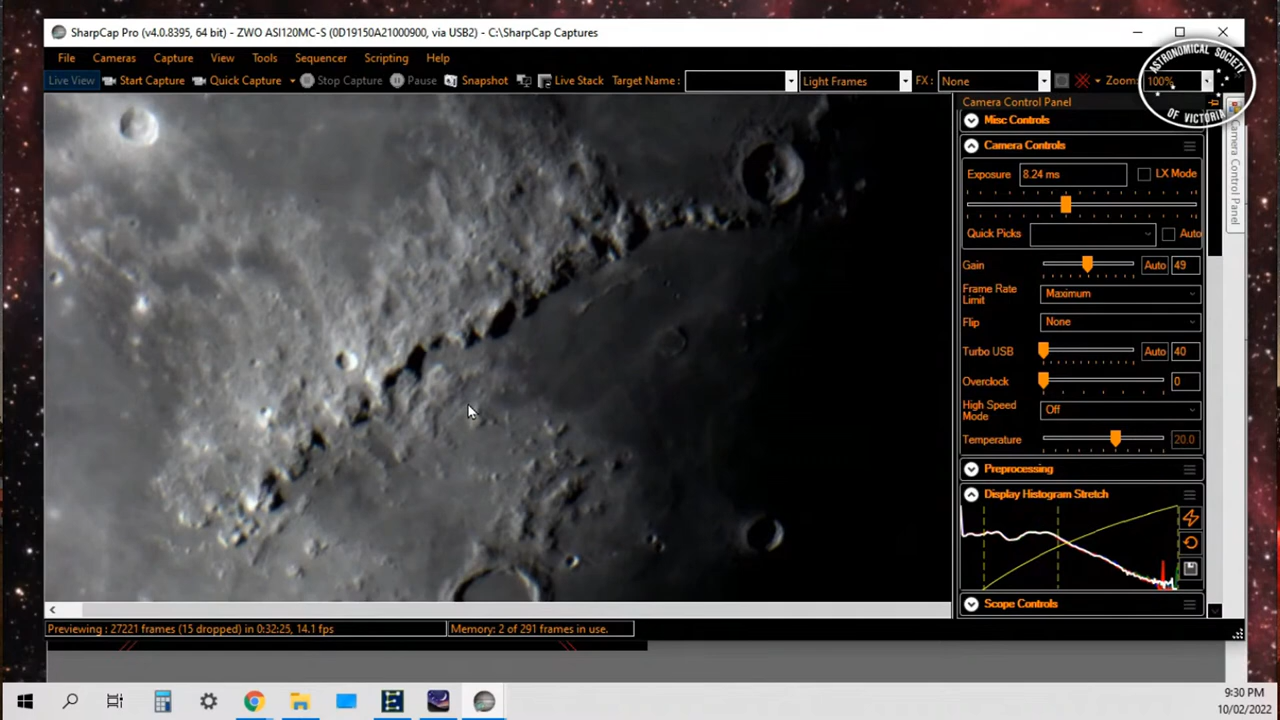 SharpCap Pro (v4.0.8395, 64 bit) - ZWO ASI120MC-S (0D19150A21000900, via USB2) - C:\SharpCap Captures
File Cameras Capture View Tools Sequencer Scripting Help
Live View Start Capture Quick Capture Stop Capture Pause Snapshot Live Stack Target Name : Light Frames FX : None Zoom: 100%
ASTRONOMICAL SOCIETY
OF VICTORIA
Camera Control Panel
Camera Control Panel
Misc Controls
Camera Controls
Exposure 8.24 ms LX Mode
Quick Picks Auto
Gain Auto 49
Frame Rate
Limit Maximum
Flip None
Turbo USB Auto 40
Overclock 0
High Speed
Mode Off
Temperature 20.0
Preprocessing
Display Histogram Stretch
Scope Controls
Previewing : 27221 frames (15 dropped) in 0:32:25, 14.1 fps Memory: 2 of 291 frames in use.
9:30 PM
10/02/2022